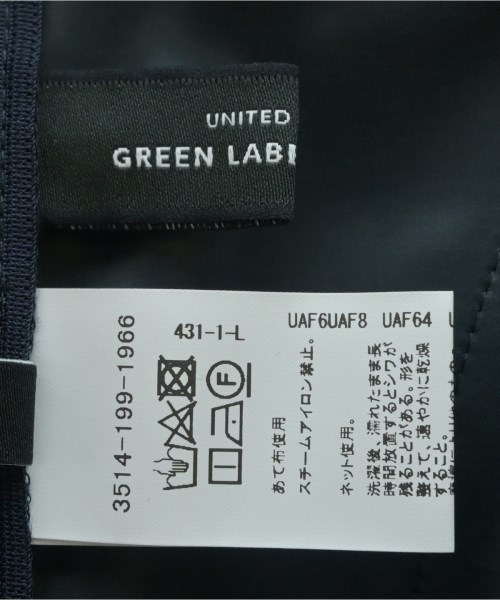 UNITED
GREEN LAB
3514-199-1966
431-1-L
UAF6UAF8 UAF64
あて布使用
スチームアイロン禁止。
ネット使用。
洗濯後、濡れたまま長
時間放置するとシワが
残ることがある。形を
整えて、速やかに乾燥
すること。